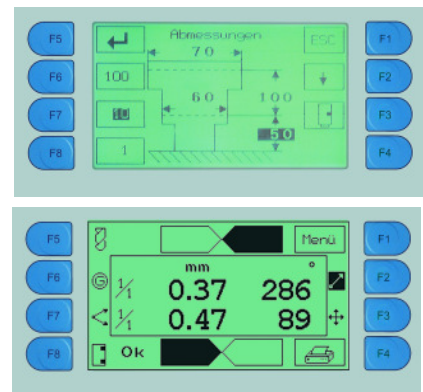 F5
Abmessungen
ESC
F1
70
F6
100
F2
60
100
F7
10
F3
50
F8
1
F4
F5
Menü
F1
mm
°
F6
G
1/1
0.37
286
F2
F7
1/1
0.47
89
F3
F8
Ok
F4